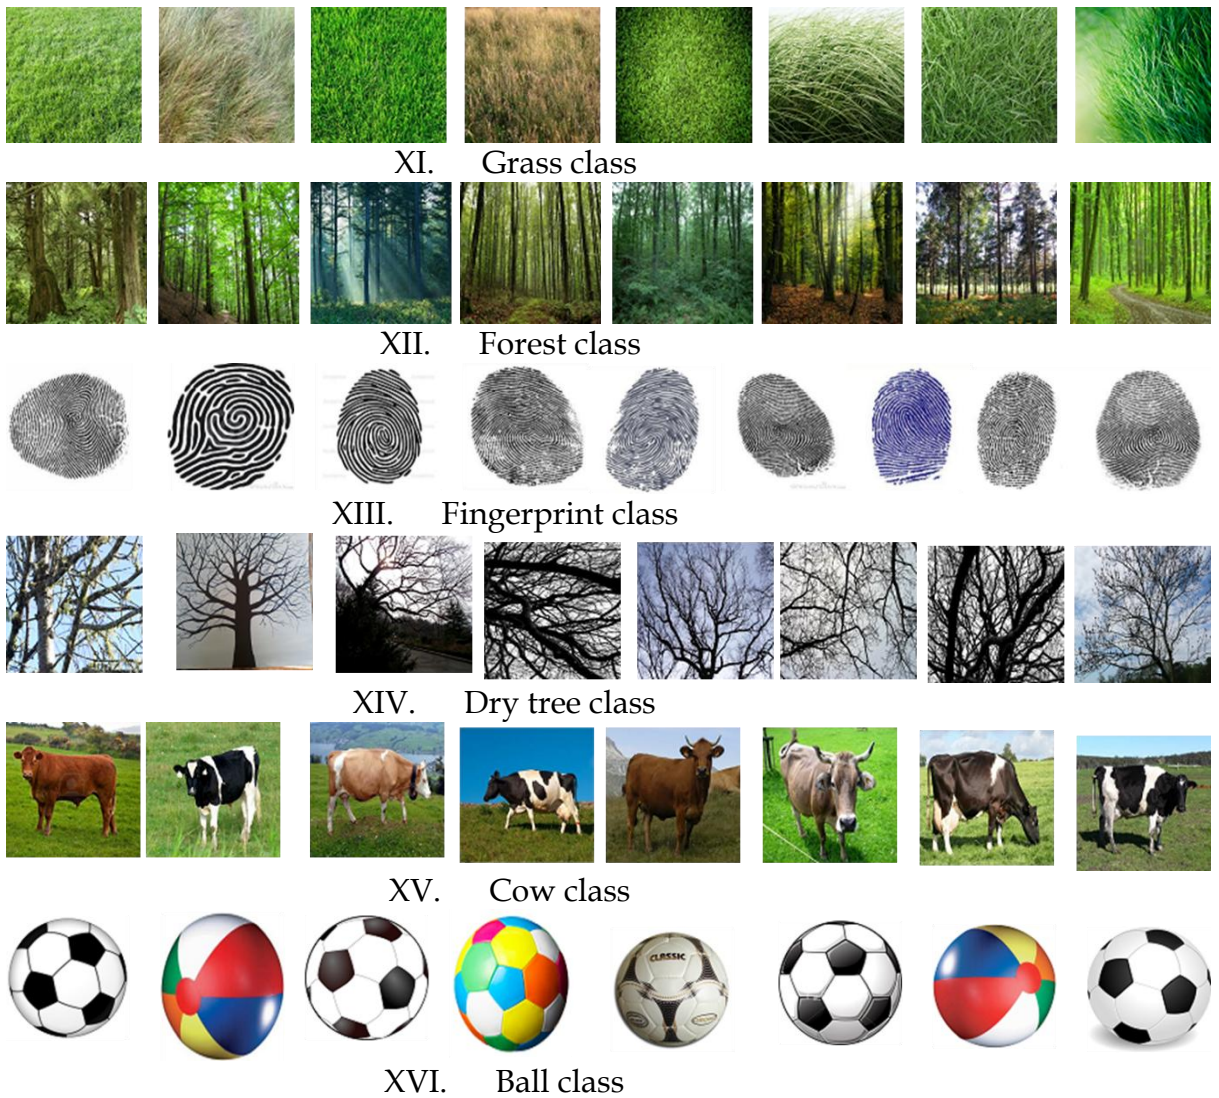 XI. Grass class
XII. Forest class
XIII. Fingerprint class
XIV. Dry tree class
XV. Cow class
CLASSIC
XVI. Ball class